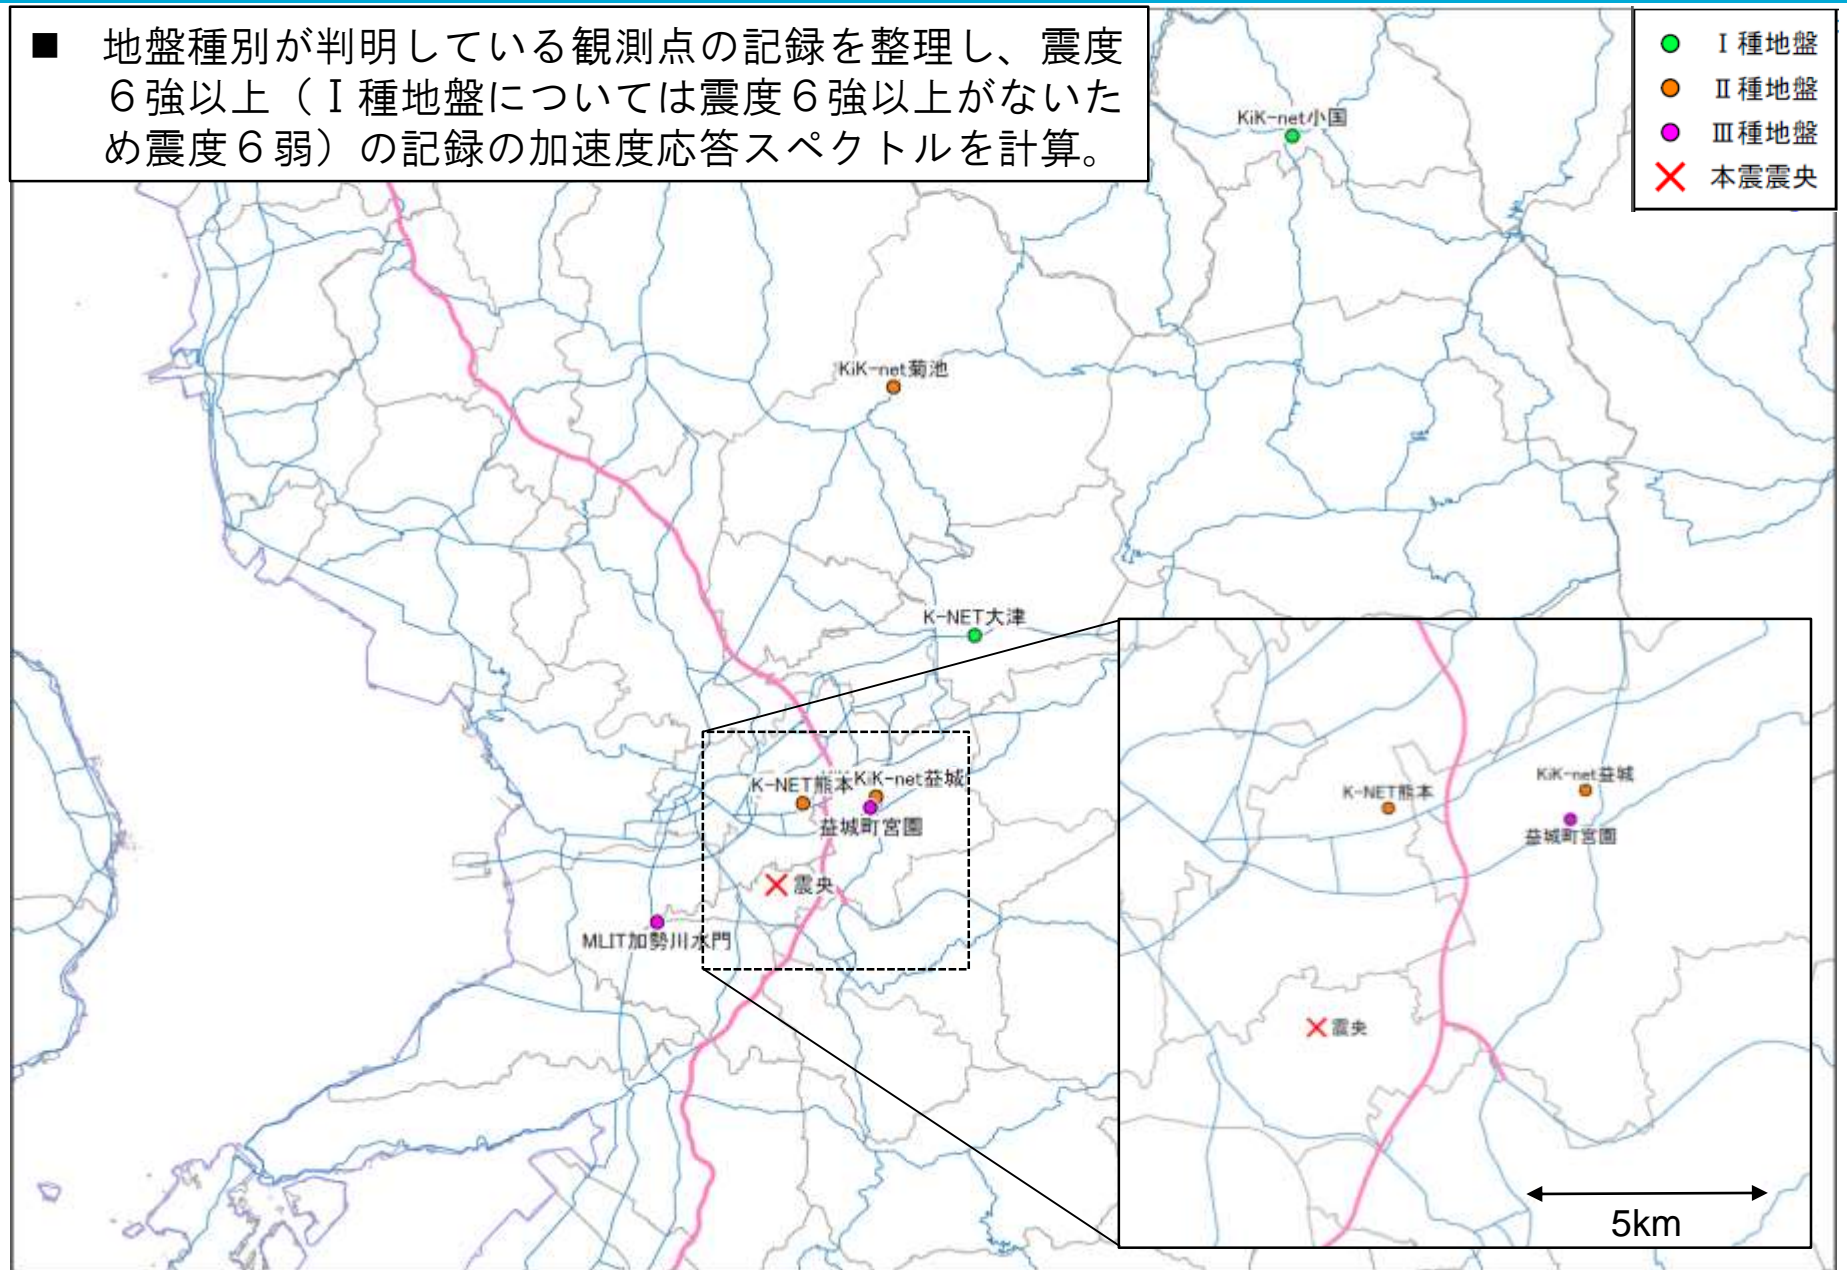 ■ 地盤種別が判明している観測点の記録を整理し、震度
６強以上（Ⅰ種地盤については震度６強以上がないた
め震度６弱）の記録の加速度応答スペクトルを計算。
Ⅰ種地盤
Ⅱ種地盤
Ⅲ種地盤
本震震央
KiK-net小国
KiK-net菊池
K-NET大津
K-NET熊本
KiK-net益城
益城町宮園
震央
MLIT加勢川水門
KiK-net益城
K-NET熊本
益城町宮園
震央
5km